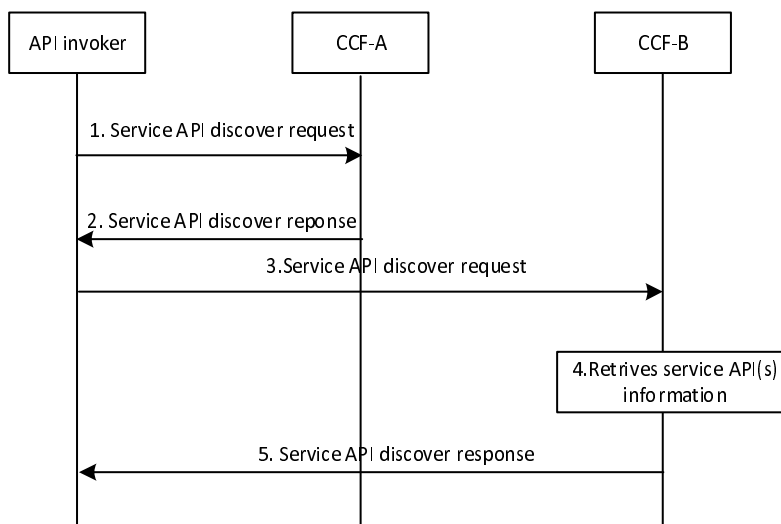 API invoker
CCF-A
CCF-B
1. Service API discover request
2. Service API discover reponse
3.Service API discover request
4.Retrives service API(s)
information
5. Service API discover response